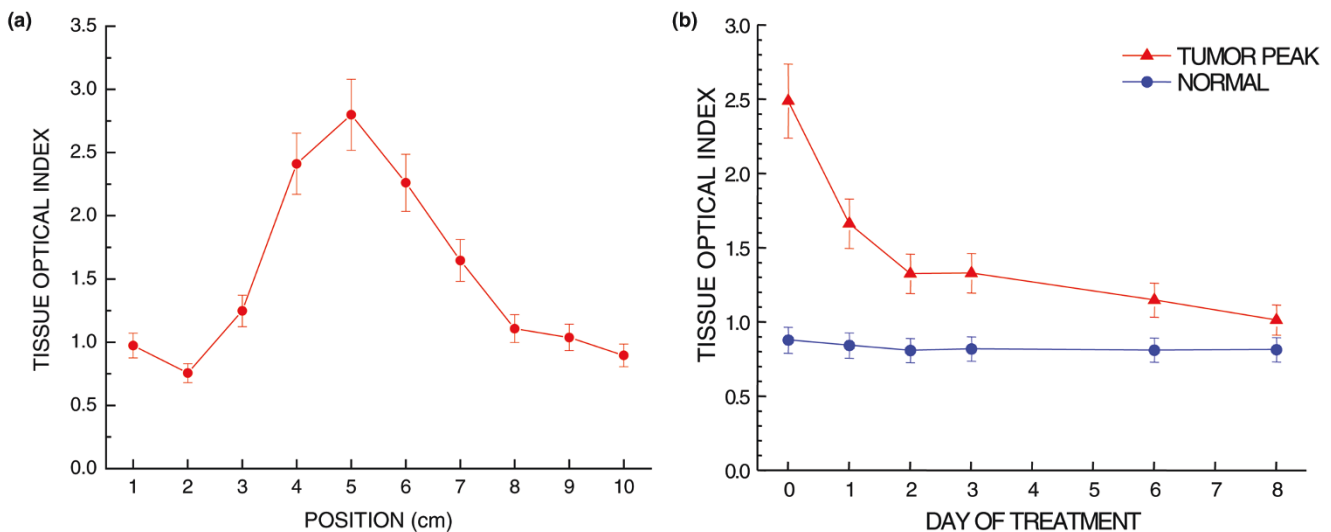 (a)
TISSUE OPTICAL INDEX
3.5
3.0
2.5
2.0
1.5
1.0
0.5
0.0
1 2 3 4 5 6 7 8 9 10
POSITION (cm)
(b)
TISSUE OPTICAL INDEX
3.0
2.5
2.0
1.5
1.0
0.5
0.0
TUMOR PEAK
NORMAL
0 1 2 3 4 5 6 7 8
DAY OF TREATMENT